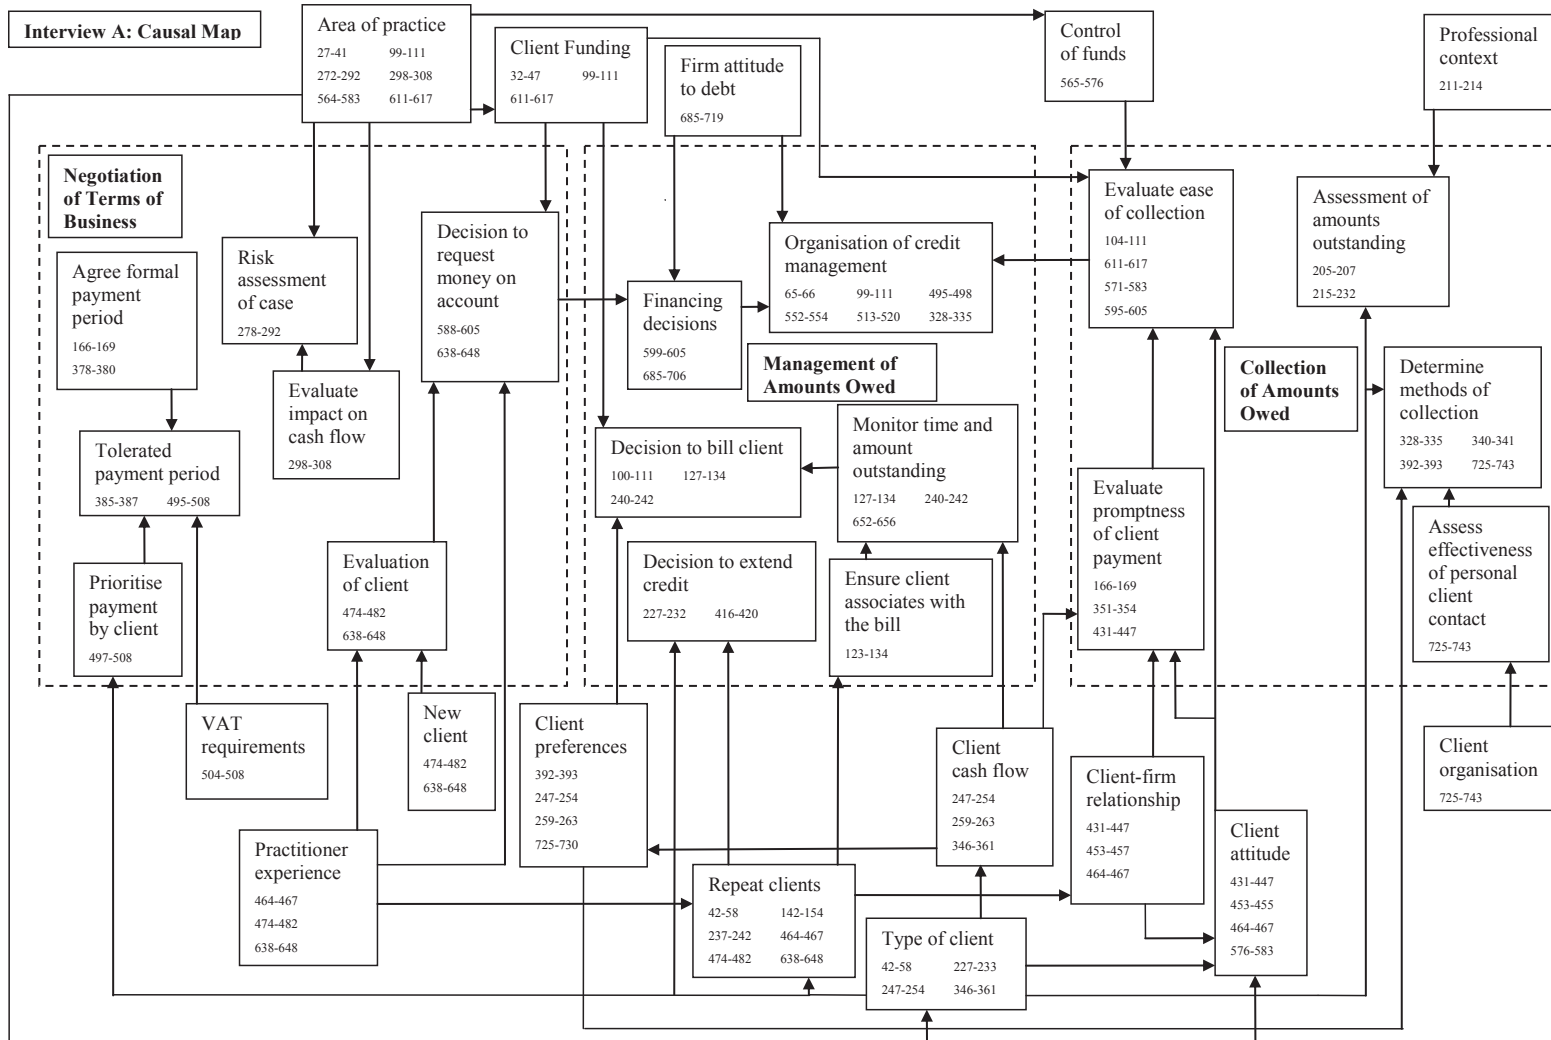 Interview A: Causal Map
Area of practice
27-41 99-111
272-292 298-308
564-583 611-617
Client Funding
32-47 99-111
611-617
Firm attitude
to debt
685-719
Control
of funds
565-576
Professional
context
211-214
Negotiation
of Terms of
Business
Agree formal
payment
period
166-169
378-380
Risk
assessment
of case
278-292
Decision to
request
money on
account
588-605
638-648
Evaluate
impact on
cash flow
298-308
Tolerated
payment period
385-387 495-508
Prioritise
payment
by client
497-508
Evaluation
of client
474-482
638-648
VAT
requirements
504-508
New
client
474-482
638-648
Practitioner
experience
464-467
474-482
638-648
Financing
decisions
599-605
685-706
Organisation of credit
management
65-66 99-111 495-498
552-554 513-520 328-335
Management of
Amounts Owed
Decision to bill client
100-111 127-134
240-242
Monitor time and
amount
outstanding
127-134 240-242
652-656
Decision to extend
credit
227-232 416-420
Ensure client
associates with
the bill
123-134
Client
preferences
392-393
247-254
259-263
725-730
Repeat clients
42-58 142-154
237-242 464-467
474-482 638-648
Client
cash flow
247-254
259-263
346-361
Type of client
42-58 227-233
247-254 346-361
Evaluate ease
of collection
104-111
611-617
571-583
595-605
Assessment of
amounts
outstanding
205-207
215-232
Collection
of Amounts
Owed
Determine
methods of
collection
328-335 340-341
392-393 725-743
Evaluate
promptness
of client
payment
166-169
351-354
431-447
Assess
effectiveness
of personal
client
contact
725-743
Client-firm
relationship
431-447
453-457
464-467
Client
attitude
431-447
453-455
464-467
576-583
Client
organisation
725-743